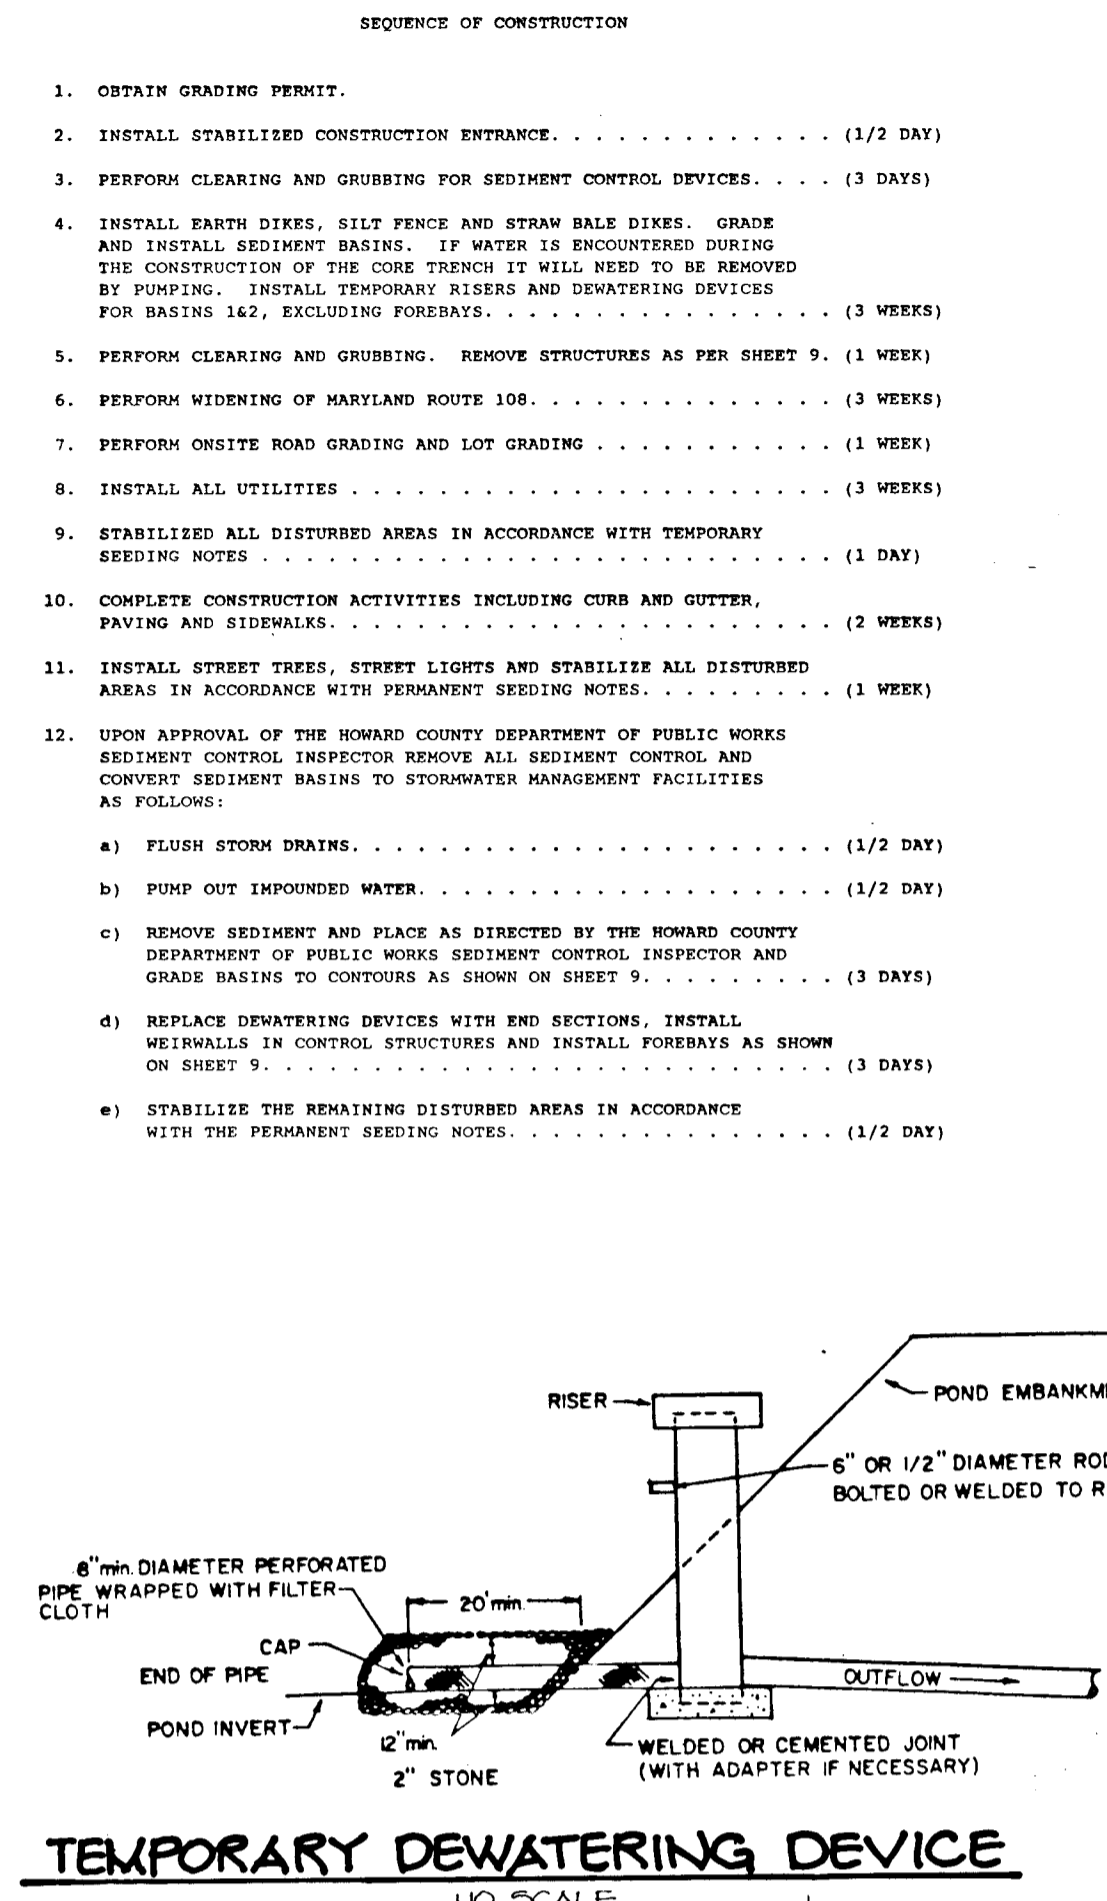 SEQUENCE OF CONSTRUCTION
1. OBTAIN GRADING PERMIT.
2. INSTALL STABILIZED CONSTRUCTION ENTRANCE. . . . . . . . . . . . . (1/2 DAY)
3. PERFORM CLEARING AND GRUBBING FOR SEDIMENT CONTROL DEVICES. . . . (3 DAYS)
4. INSTALL EARTH DIKES, SILT FENCE AND STRAW BALE DIKES. GRADE
AND INSTALL SEDIMENT BASINS. IF WATER IS ENCOUNTERED DURING
THE CONSTRUCTION OF THE CORE TRENCH IT WILL NEED TO BE REMOVED
BY PUMPING. INSTALL TEMPORARY RISERS AND DEWATERING DEVICES
FOR BASINS 1&2, EXCLUDING FOREBAYS. . . . . . . . . . . . . . . . (3 WEEKS)
5. PERFORM CLEARING AND GRUBBING. REMOVE STRUCTURES AS PER SHEET 9. (1 WEEK)
6. PERFORM WIDENING OF MARYLAND ROUTE 108. . . . . . . . . . . . . . (3 WEEKS)
7. PERFORM ONSITE ROAD GRADING AND LOT GRADING . . . . . . . . . . . (1 WEEK)
8. INSTALL ALL UTILITIES . . . . . . . . . . . . . . . . . . . . . . (3 WEEKS)
9. STABILIZED ALL DISTURBED AREAS IN ACCORDANCE WITH TEMPORARY
SEEDING NOTES . . . . . . . . . . . . . . . . . . . . . . . . . . (1 DAY)
10. COMPLETE CONSTRUCTION ACTIVITIES INCLUDING CURB AND GUTTER,
PAVING AND SIDEWALKS. . . . . . . . . . . . . . . . . . . . . . . (2 WEEKS)
11. INSTALL STREET TREES, STREET LIGHTS AND STABILIZE ALL DISTURBED
AREAS IN ACCORDANCE WITH PERMANENT SEEDING NOTES. . . . . . . . . (1 WEEK)
12. UPON APPROVAL OF THE HOWARD COUNTY DEPARTMENT OF PUBLIC WORKS
SEDIMENT CONTROL INSPECTOR REMOVE ALL SEDIMENT CONTROL AND
CONVERT SEDIMENT BASINS TO STORMWATER MANAGEMENT FACILITIES
AS FOLLOWS:
a) FLUSH STORM DRAINS. . . . . . . . . . . . . . . . . . . . . (1/2 DAY)
b) PUMP OUT IMPOUNDED WATER. . . . . . . . . . . . . . . . . . (1/2 DAY)
c) REMOVE SEDIMENT AND PLACE AS DIRECTED BY THE HOWARD COUNTY
DEPARTMENT OF PUBLIC WORKS SEDIMENT CONTROL INSPECTOR AND
GRADE BASINS TO CONTOURS AS SHOWN ON SHEET 9. . . . . . . . . (3 DAYS)
d) REPLACE DEWATERING DEVICES WITH END SECTIONS, INSTALL
WEIRWALLS IN CONTROL STRUCTURES AND INSTALL FOREBAYS AS SHOWN
ON SHEET 9. . . . . . . . . . . . . . . . . . . . . . . . . (3 DAYS)
e) STABILIZE THE REMAINING DISTURBED AREAS IN ACCORDANCE
WITH THE PERMANENT SEEDING NOTES. . . . . . . . . . . . . . (1/2 DAY)
RISER
POND EMBANKM
6" OR 1/2" DIAMETER ROD
BOLTED OR WELDED TO R
8" min. DIAMETER PERFORATED
PIPE WRAPPED WITH FILTER
CLOTH
20' min.
CAP
END OF PIPE
OUTFLOW
POND INVERT
12" min.
2" STONE
WELDED OR CEMENTED JOINT
(WITH ADAPTER IF NECESSARY)
TEMPORARY DEWATERING DEVICE
NO SCALE